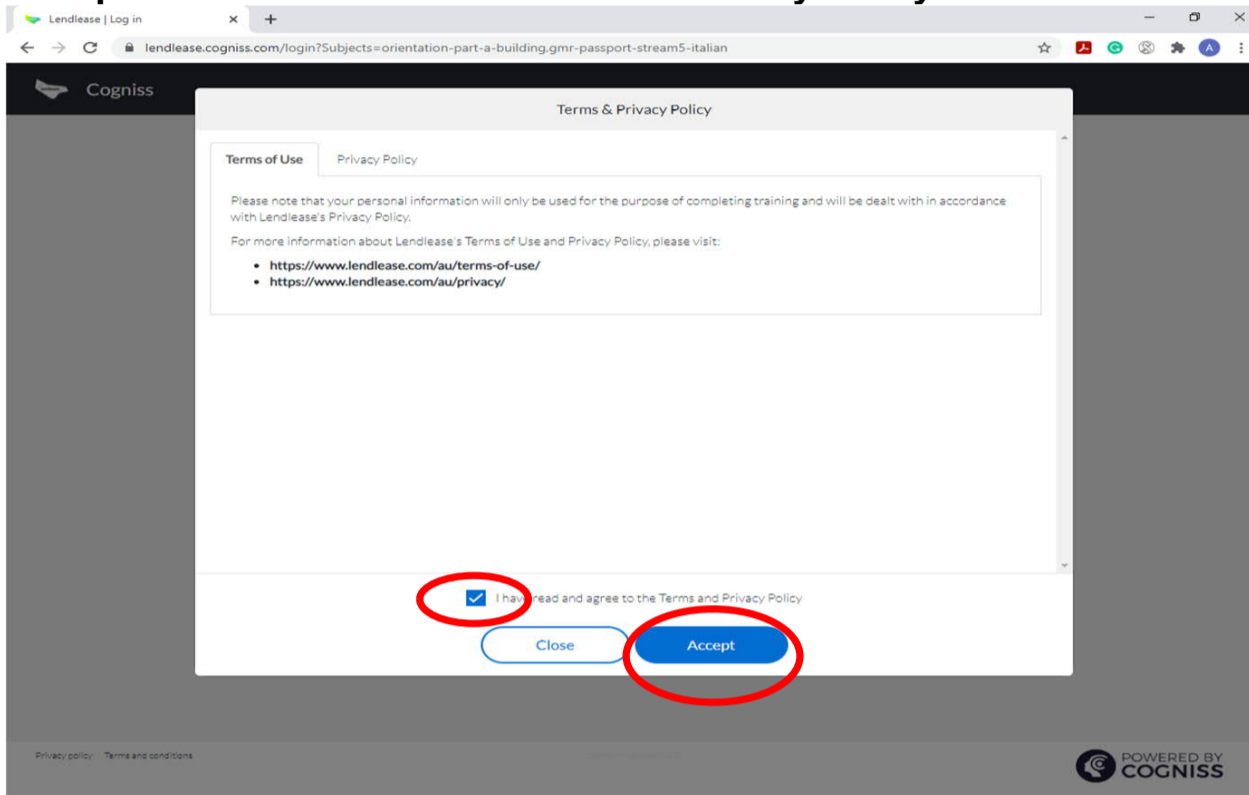 Lendlease | Log in
lendlease.cogniss.com/login?Subjects=orientation-part-a-building.gmr-passport-stream5-italian
A
Cogniss
Terms & Privacy Policy
Terms of Use Privacy Policy
Please note that your personal information will only be used for the purpose of completing training and will be dealt with in accordance
with Lendlease's Privacy Policy.
For more information about Lendlease's Terms of Use and Privacy Policy, please visit:
• https://www.lendlease.com/au/terms-of-use/
• https://www.lendlease.com/au/privacy/
I have read and agree to the Terms and Privacy Policy
Close Accept
Privacy policy Terms and conditions
POWERED BY
COGNISS